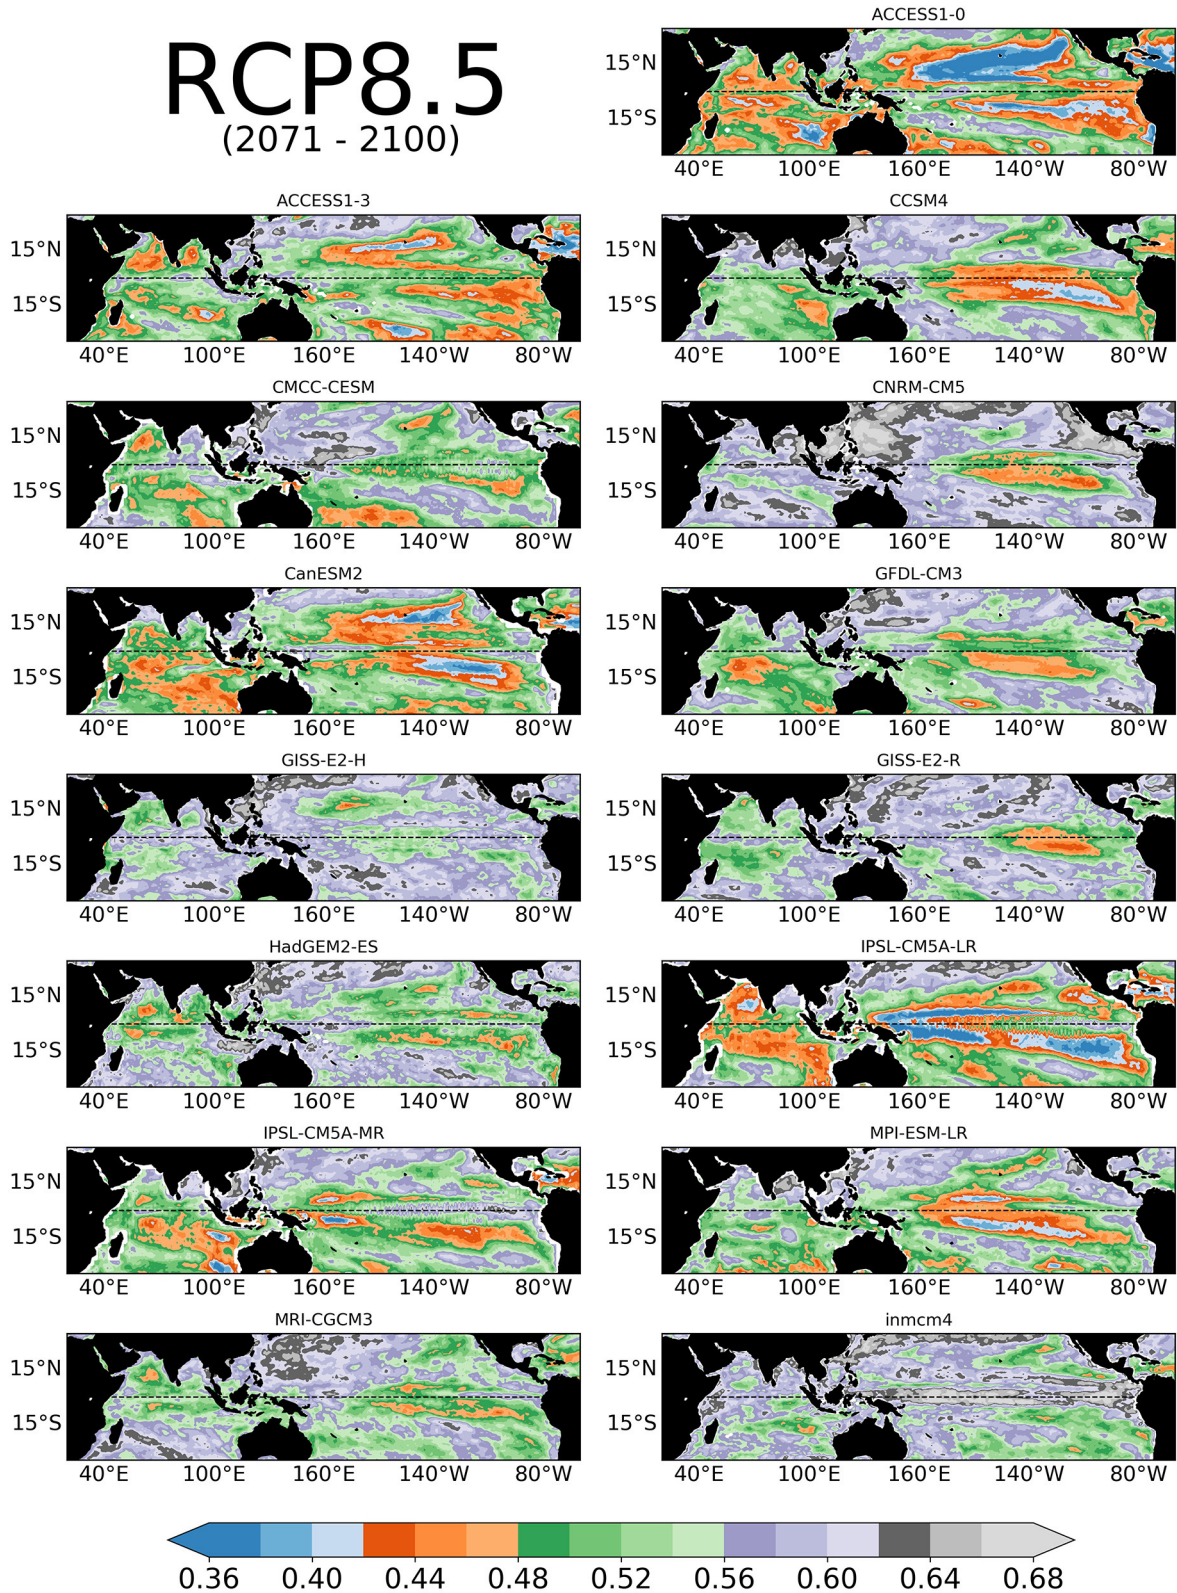 RCP8.5
(2071 - 2100)
ACCESS1-0
15°N
15°S
40°E 100°E 160°E 140°W 80°W
ACCESS1-3
15°N
15°S
40°E 100°E 160°E 140°W 80°W
CCSM4
15°N
15°S
40°E 100°E 160°E 140°W 80°W
CMCC-CESM
15°N
15°S
40°E 100°E 160°E 140°W 80°W
CNRM-CM5
15°N
15°S
40°E 100°E 160°E 140°W 80°W
CanESM2
15°N
15°S
40°E 100°E 160°E 140°W 80°W
GFDL-CM3
15°N
15°S
40°E 100°E 160°E 140°W 80°W
GISS-E2-H
15°N
15°S
40°E 100°E 160°E 140°W 80°W
GISS-E2-R
15°N
15°S
40°E 100°E 160°E 140°W 80°W
HadGEM2-ES
15°N
15°S
40°E 100°E 160°E 140°W 80°W
IPSL-CM5A-LR
15°N
15°S
40°E 100°E 160°E 140°W 80°W
IPSL-CM5A-MR
15°N
15°S
40°E 100°E 160°E 140°W 80°W
MPI-ESM-LR
15°N
15°S
40°E 100°E 160°E 140°W 80°W
MRI-CGCM3
15°N
15°S
40°E 100°E 160°E 140°W 80°W
inmcm4
15°N
15°S
40°E 100°E 160°E 140°W 80°W
0.36 0.40 0.44 0.48 0.52 0.56 0.60 0.64 0.68